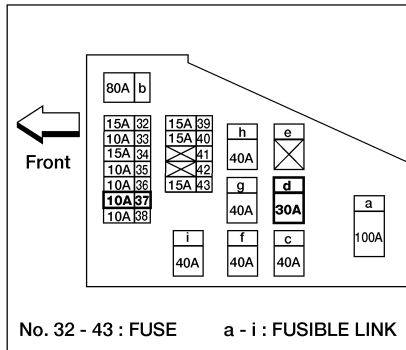 80A b
15A 32 15A 39
10A 33 15A 40
15A 34 41
10A 35 42
10A 36 15A 43
10A 37
10A 38
Front
h e
40A
g d
40A 30A
a
100A
i f c
40A 40A 40A
No. 32 - 43 : FUSE a - i : FUSIBLE LINK